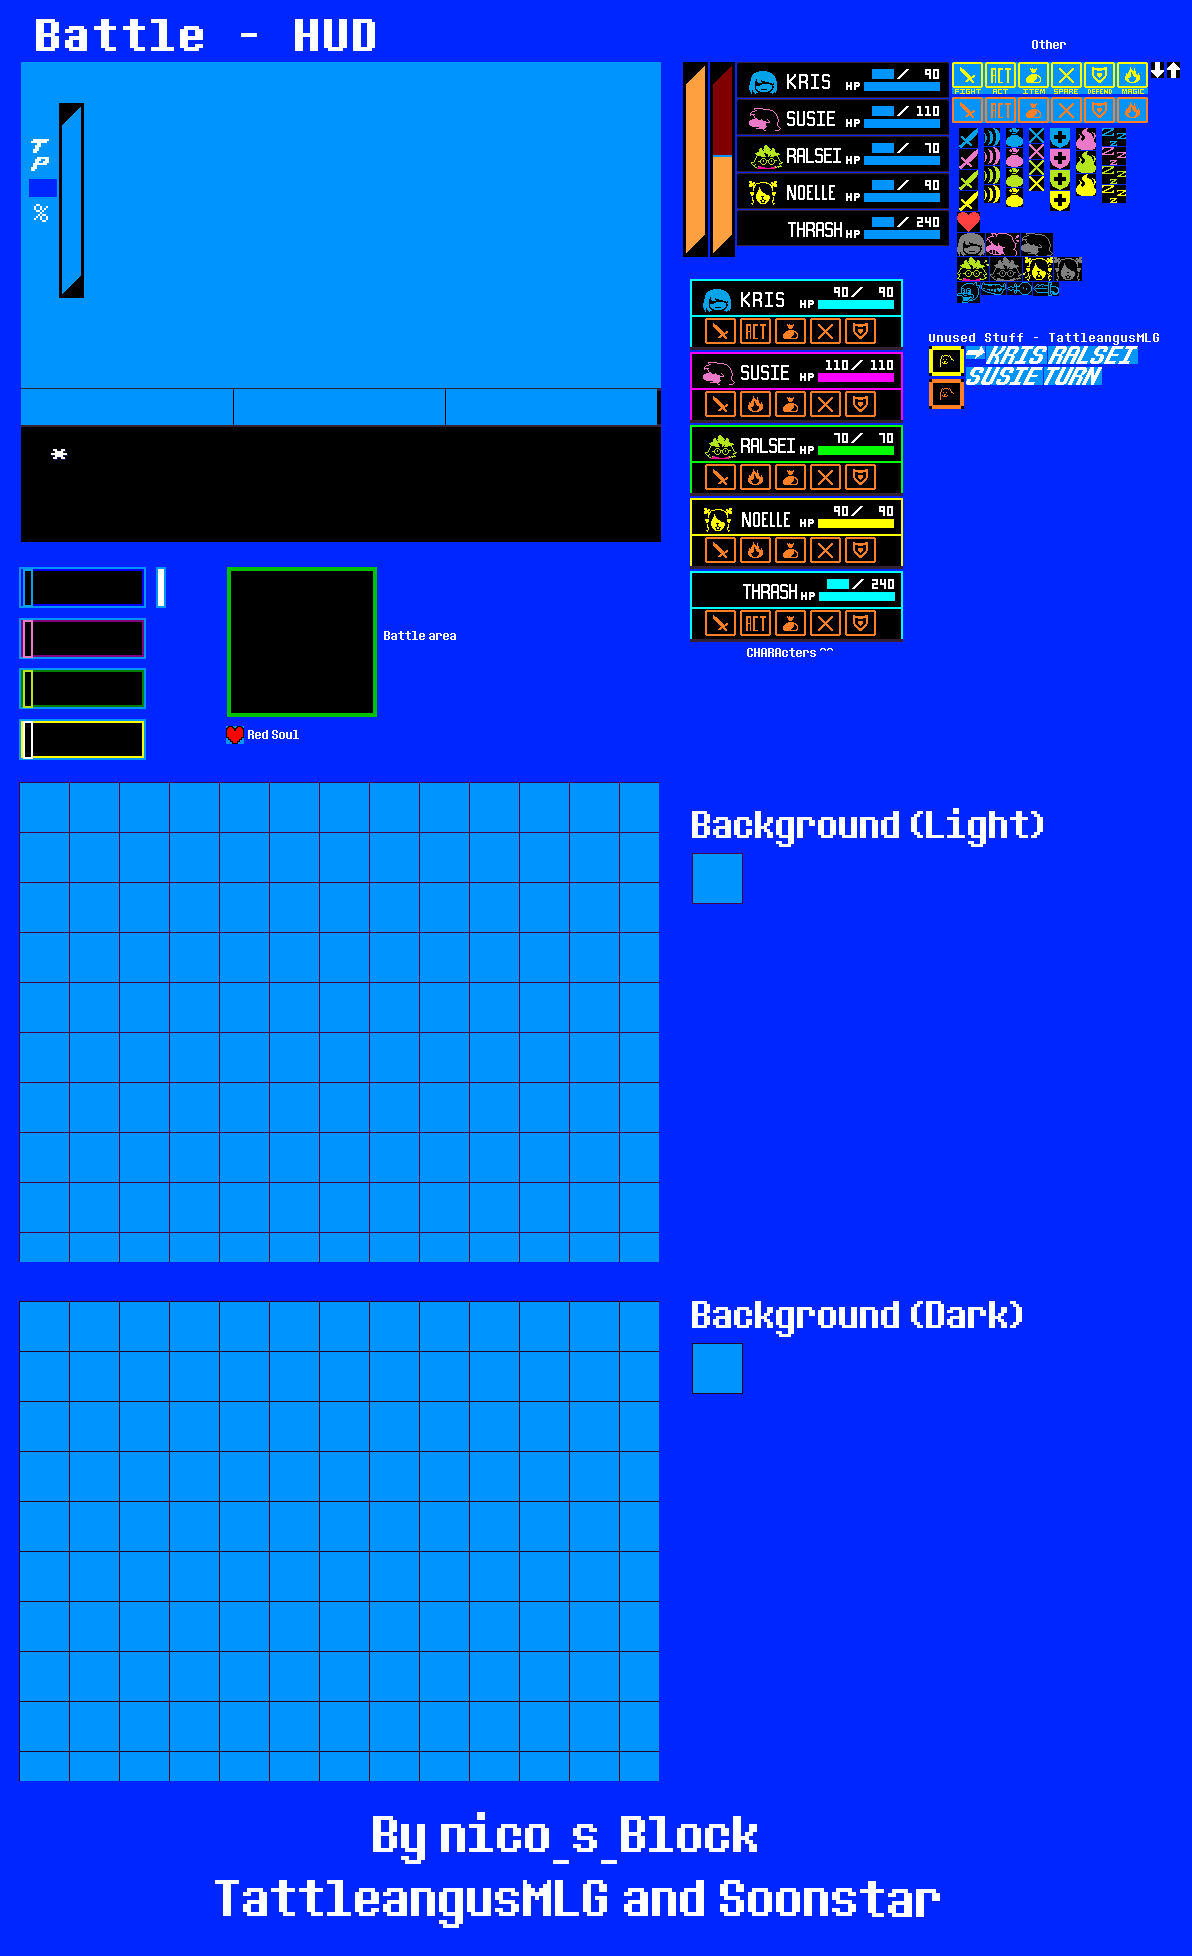 Battle - HUD
Other
TP
%
KRIS HP / 90
SUSIE HP / 110
RALSEI HP / 70
NOELLE HP / 90
THRASH HP / 240
ACT
FIGHT ACT ITEM SPARE DEFEND MAGIC
ACT
KRIS HP 90 / 90
ACT
SUSIE HP 110 / 110
RALSEI HP 70 / 70
NOELLE HP 90 / 90
THRASH HP / 240
ACT
CHARActers ^^
Unused Stuff - TattleangusMLG
KRIS RALSEI
SUSIE TURN
*
Battle area
Red Soul
Background (Light)
Background (Dark)
By nico_s_Block
TattleangusMLG and Soonstar